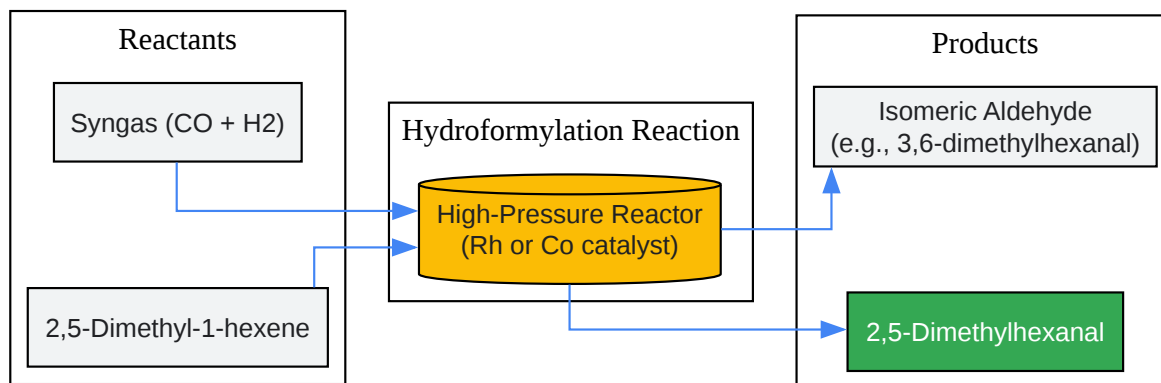 Reactants
Syngas (CO + H2)
2,5-Dimethyl-1-hexene
Hydroformylation Reaction
High-Pressure Reactor
(Rh or Co catalyst)
Products
Isomeric Aldehyde
(e.g., 3,6-dimethylhexanal)
2,5-Dimethylhexanal